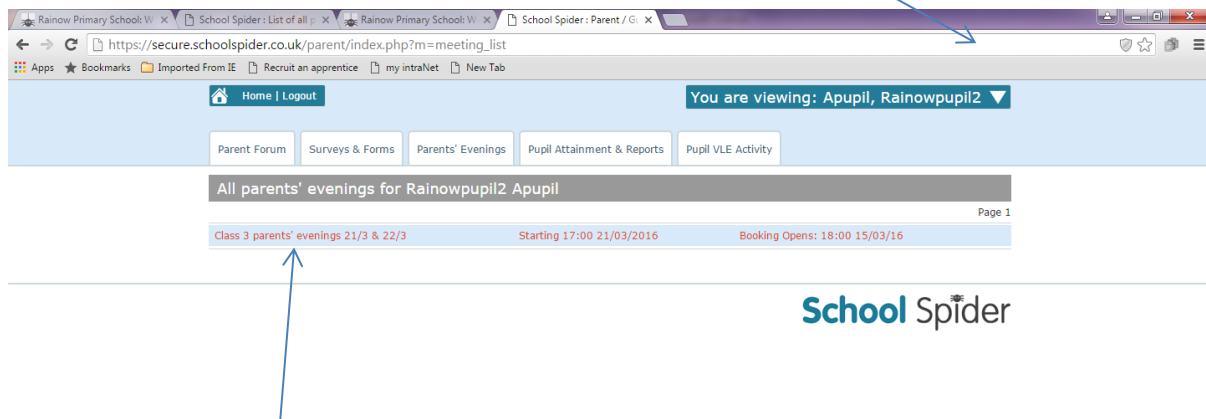 Rainow Primary School: W School Spider : List of all p Rainow Primary School: W School Spider : Parent / Gu
https://secure.schoolspider.co.uk/parent/index.php?m=meeting_list
Apps Bookmarks Imported From IE Recruit an apprentice my intraNet New Tab
Home | Logout You are viewing: Apupil, Rainowpupil2
Parent Forum Surveys & Forms Parents' Evenings Pupil Attainment & Reports Pupil VLE Activity
All parents' evenings for Rainowpupil2 Apupil
Page 1
Class 3 parents' evenings 21/3 & 22/3 Starting 17:00 21/03/2016 Booking Opens: 18:00 15/03/16
School Spider